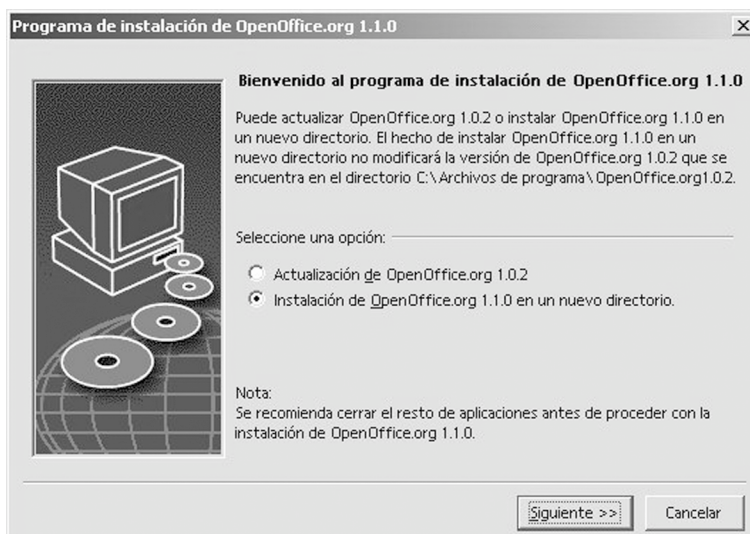 Programa de instalación de OpenOffice.org 1.1.0
Bienvenido al programa de instalación de OpenOffice.org 1.1.0
Puede actualizar OpenOffice.org 1.0.2 o instalar OpenOffice.org 1.1.0 en
un nuevo directorio. El hecho de instalar OpenOffice.org 1.1.0 en un
nuevo directorio no modificará la versión de OpenOffice.org 1.0.2 que se
encuentra en el directorio C:\Archivos de programa\OpenOffice.org1.0.2.
Seleccione una opción:
Actualización de OpenOffice.org 1.0.2
Instalación de OpenOffice.org 1.1.0 en un nuevo directorio.
Nota:
Se recomienda cerrar el resto de aplicaciones antes de proceder con la
instalación de OpenOffice.org 1.1.0.
Siguiente >> Cancelar